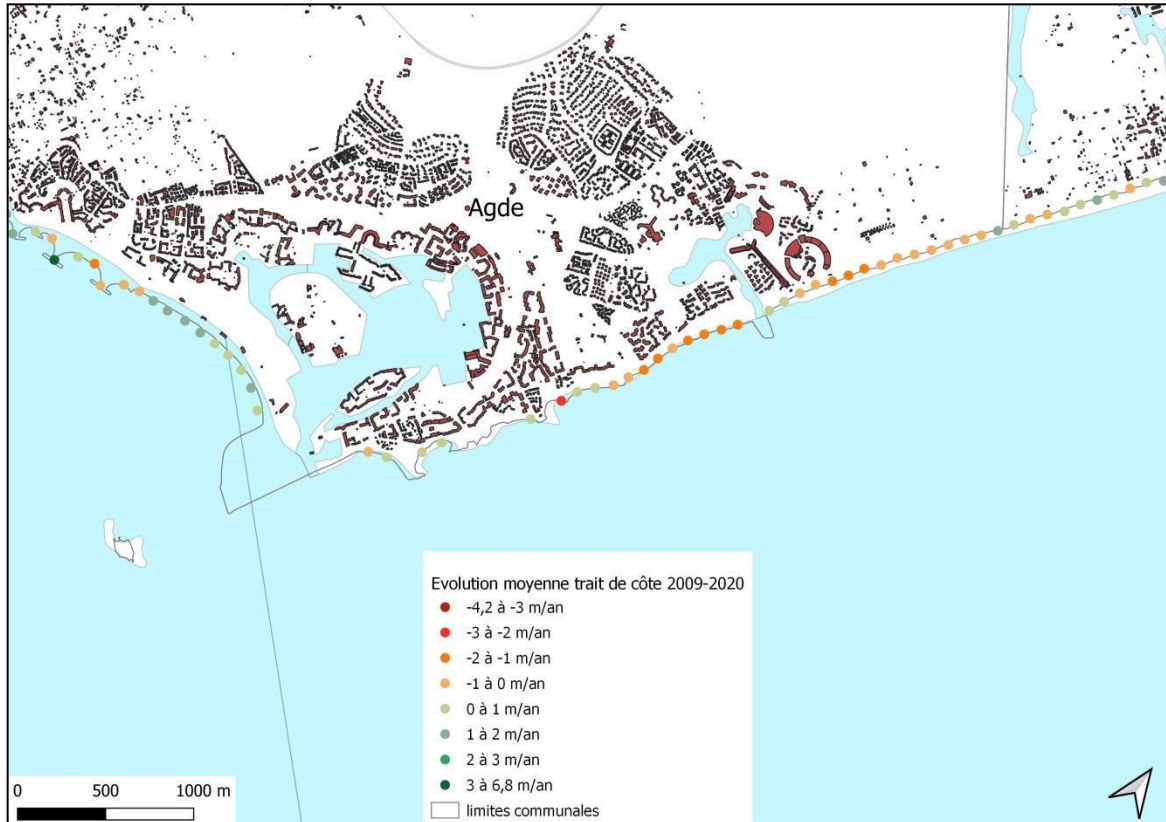 Agde
Evolution moyenne trait de côte 2009-2020
-4,2 à -3 m/an
-3 à -2 m/an
-2 à -1 m/an
-1 à 0 m/an
0 à 1 m/an
1 à 2 m/an
2 à 3 m/an
3 à 6,8 m/an
limites communales
0 500 1000 m